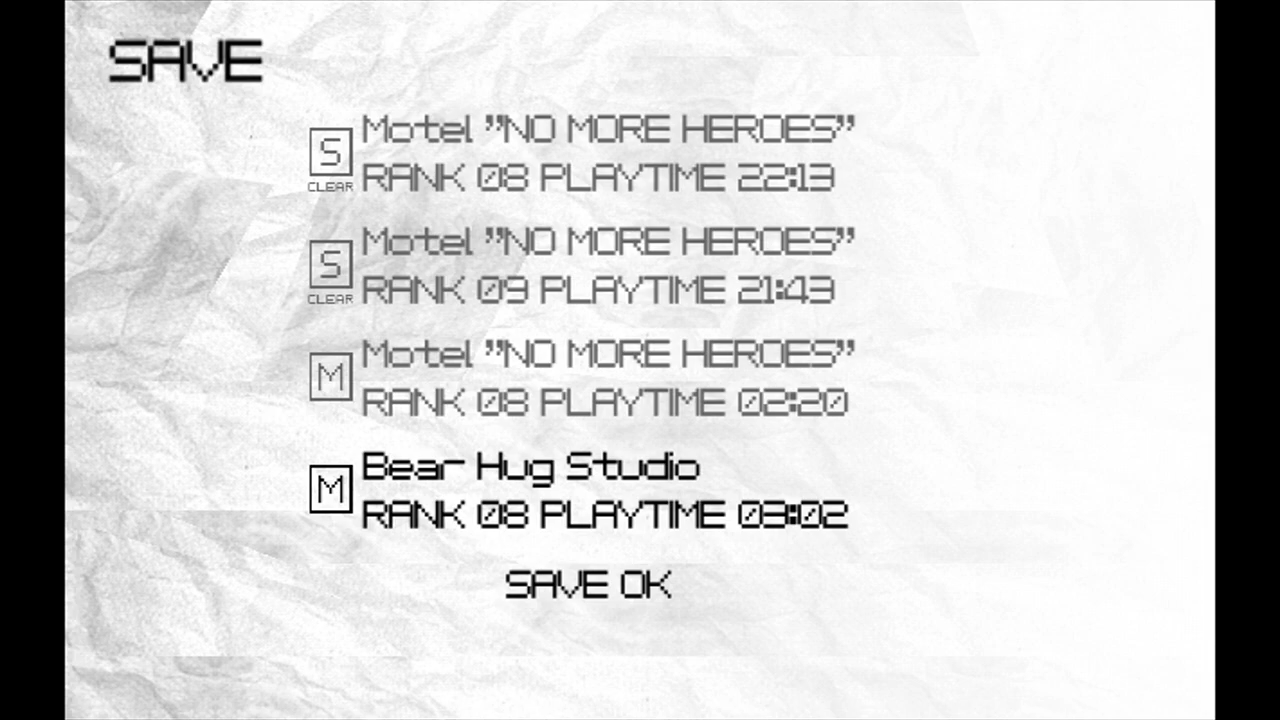 SAVE
S
CLEAR
Motel "NO MORE HEROES"
RANK 08 PLAYTIME 22:13
S
CLEAR
Motel "NO MORE HEROES"
RANK 09 PLAYTIME 21:43
M
Motel "NO MORE HEROES"
RANK 08 PLAYTIME 02:20
M
Bear Hug Studio
RANK 08 PLAYTIME 03:02
SAVE OK